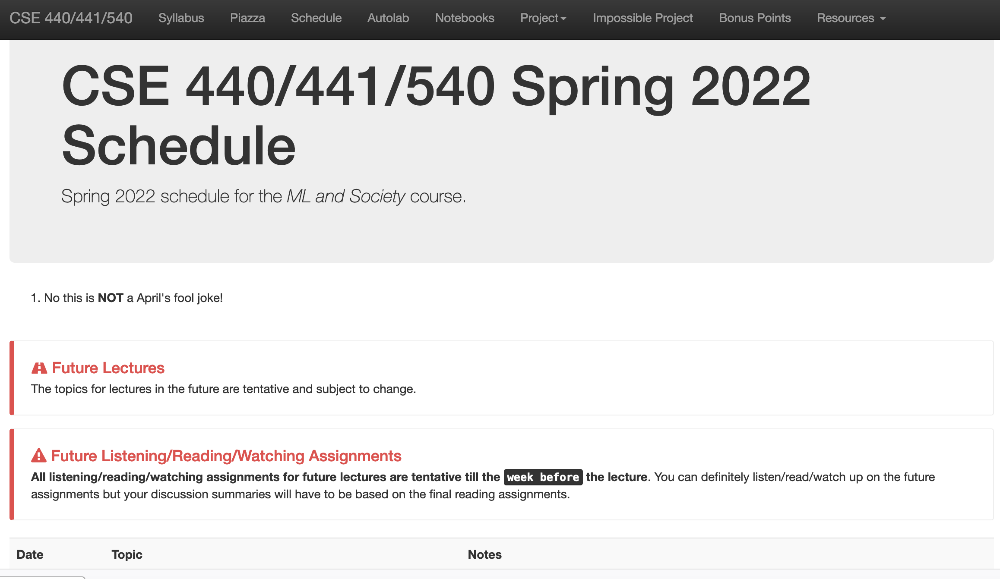 CSE 440/441/540 Syllabus Piazza Schedule Autolab Notebooks Project Impossible Project Bonus Points Resources
CSE 440/441/540 Spring 2022
Schedule
Spring 2022 schedule for the ML and Society course.
1. No this is NOT a April's fool joke!
Future Lectures
The topics for lectures in the future are tentative and subject to change.
Future Listening/Reading/Watching Assignments
All listening/reading/watching assignments for future lectures are tentative till the week before the lecture. You can definitely listen/read/watch up on the future
assignments but your discussion summaries will have to be based on the final reading assignments.
Date Topic Notes